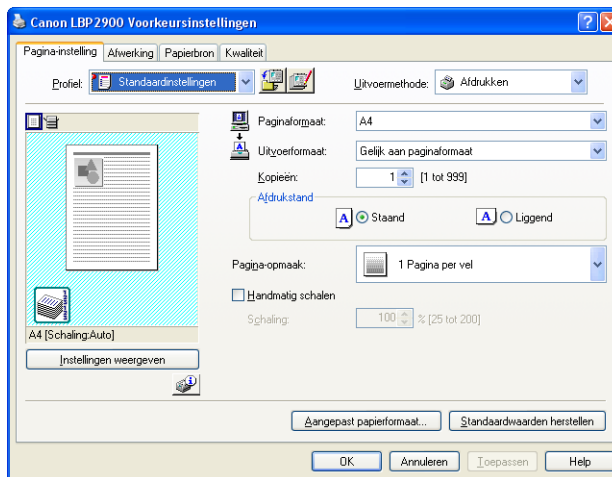 Canon LBP2900 Voorkeursinstellingen
Pagina-instelling Afwerking Papierbron Kwaliteit
Profiel: Standaardinstellingen Uitvoermethode: Afdrukken
Paginaformaat: A4
Uitvoerformaat: Gelijk aan paginaformaat
Kopieën: 1 [1 tot 999]
Afdrukstand
A Staand A Liggend
Pagina-opmaak: 1 Pagina per vel
Handmatig schalen
Schaling: 100 % [25 tot 200]
A4 [Schaling:Auto]
Instellingen weergeven
Aangepast papierformaat... Standaardwaarden herstellen
OK Annuleren Toepassen Help